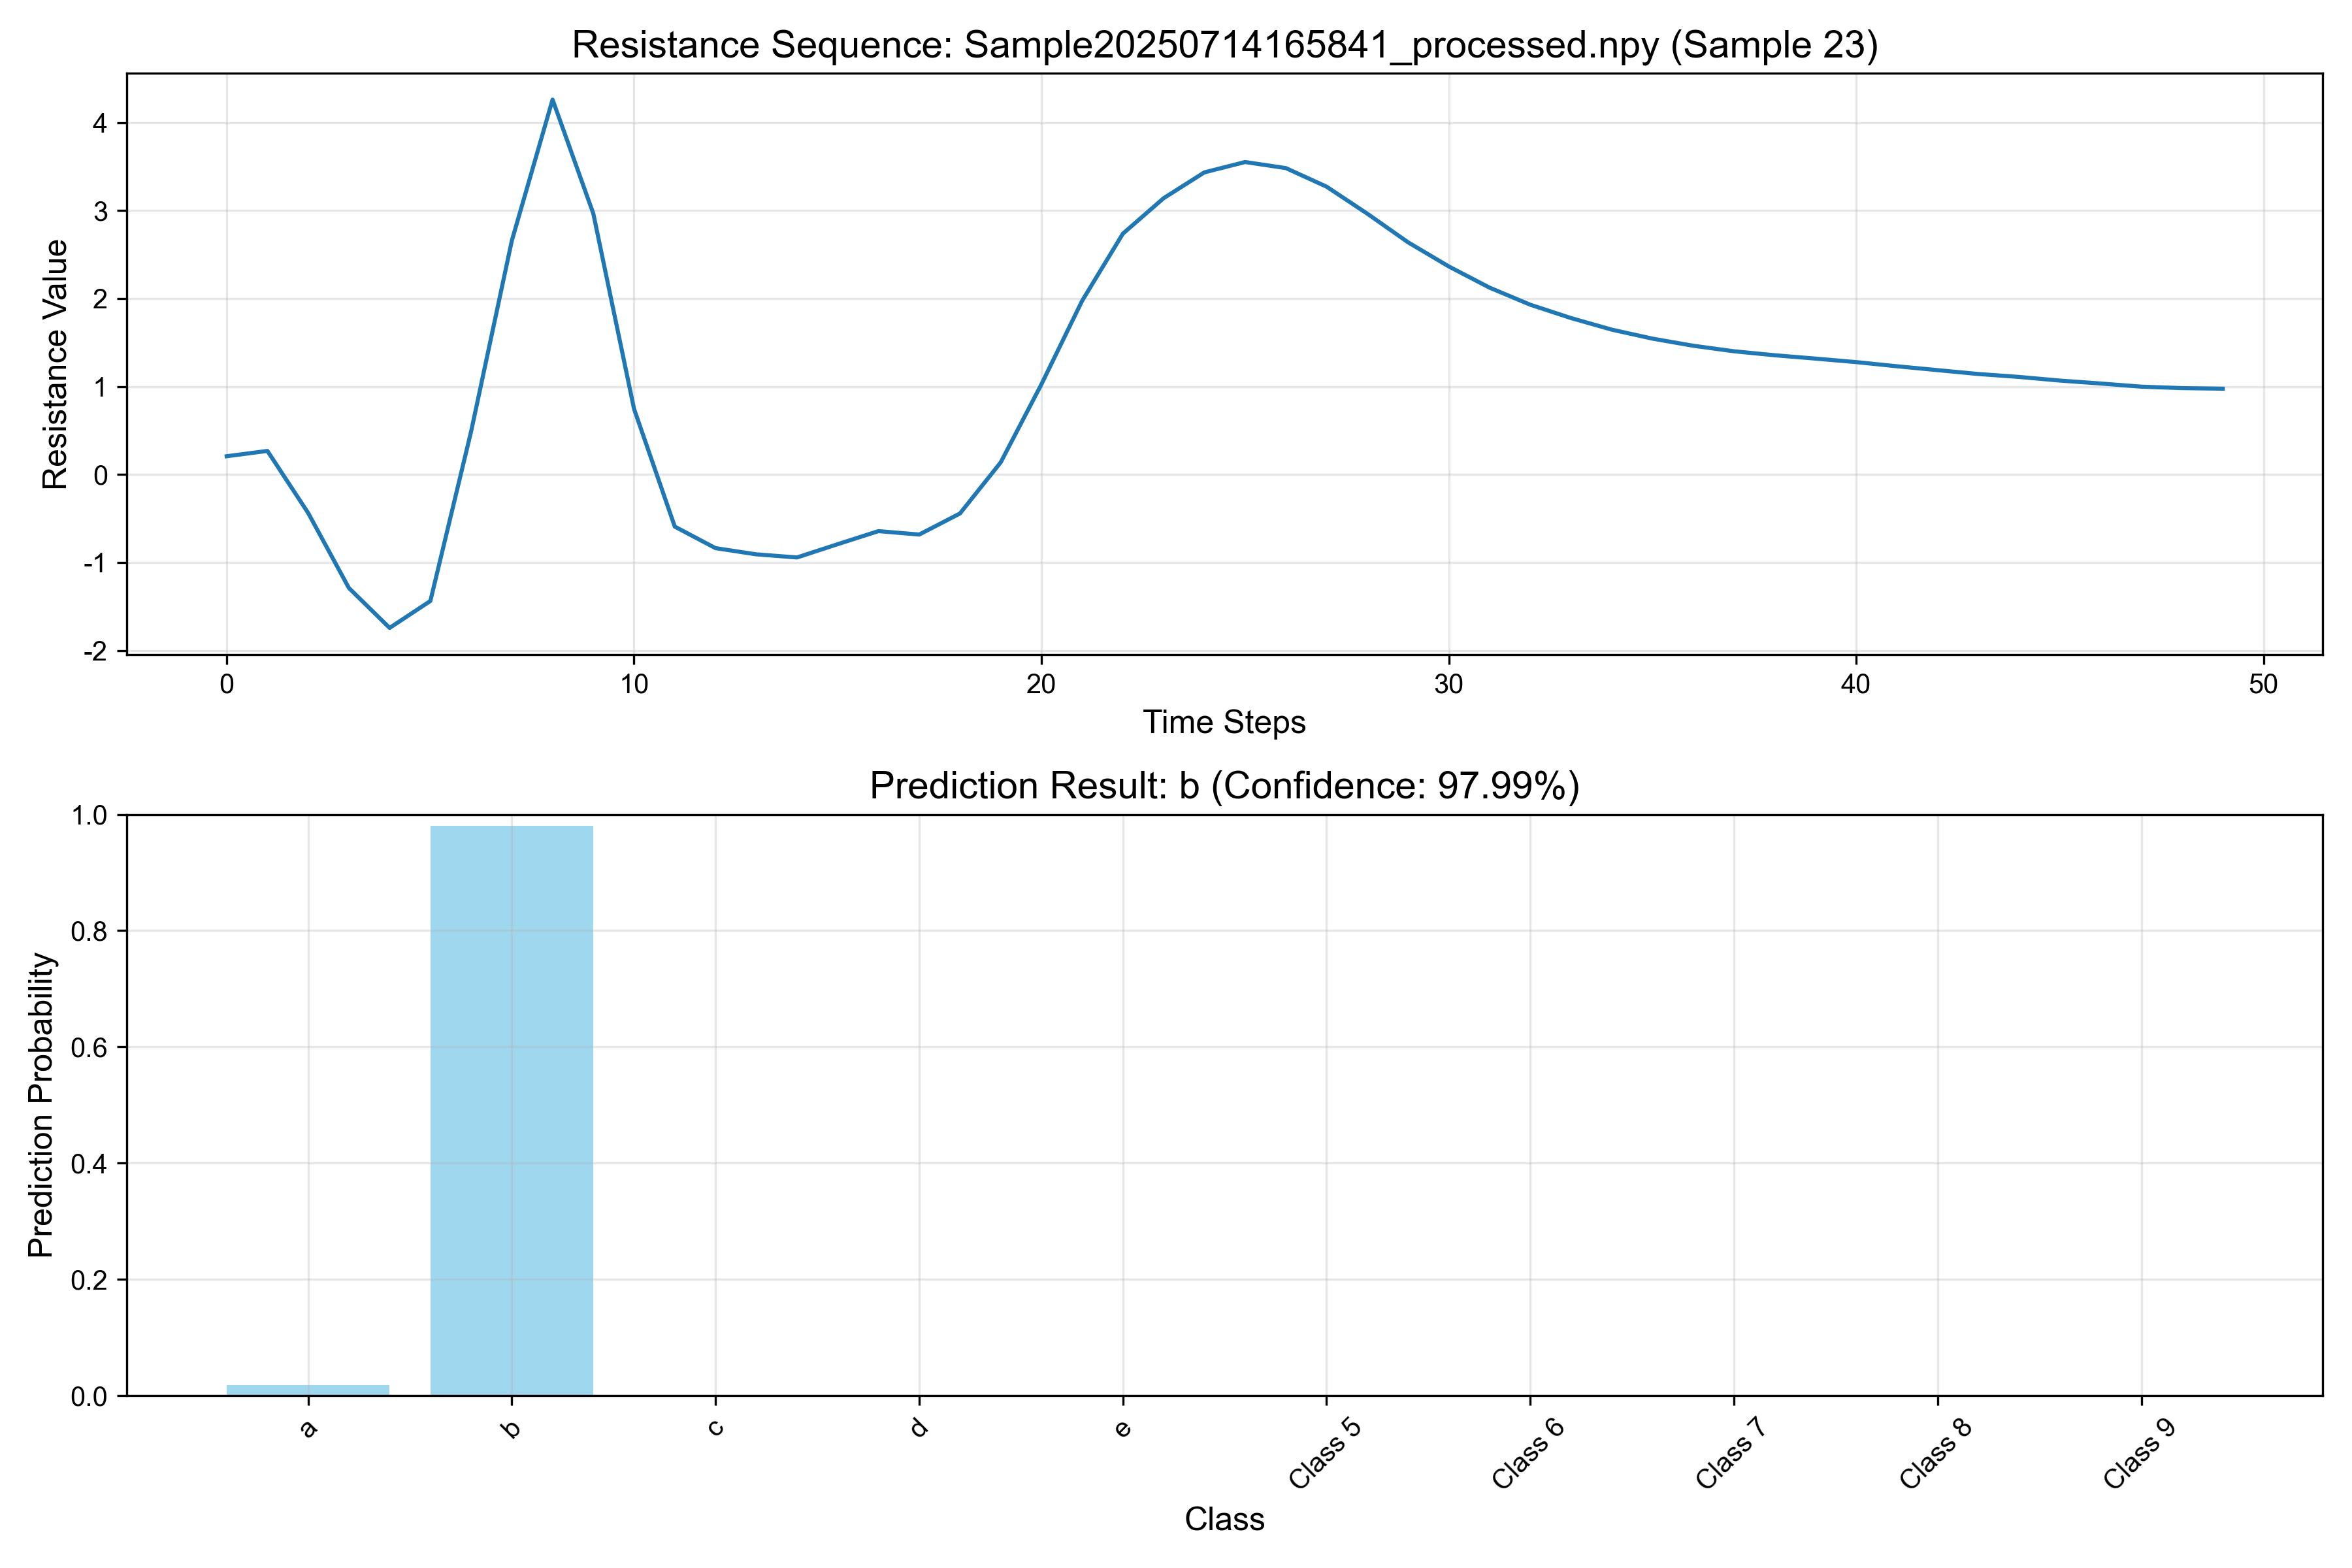 Resistance Sequence: Sample20250714165841_processed.npy (Sample 23)
Resistance Value
4
3
2
1
0
-1
-2
0 10 20 30 40 50
Time Steps
Prediction Result: b (Confidence: 97.99%)
Prediction Probability
1.0
0.8
0.6
0.4
0.2
0.0
a b c d e Class 5 Class 6 Class 7 Class 8 Class 9
Class